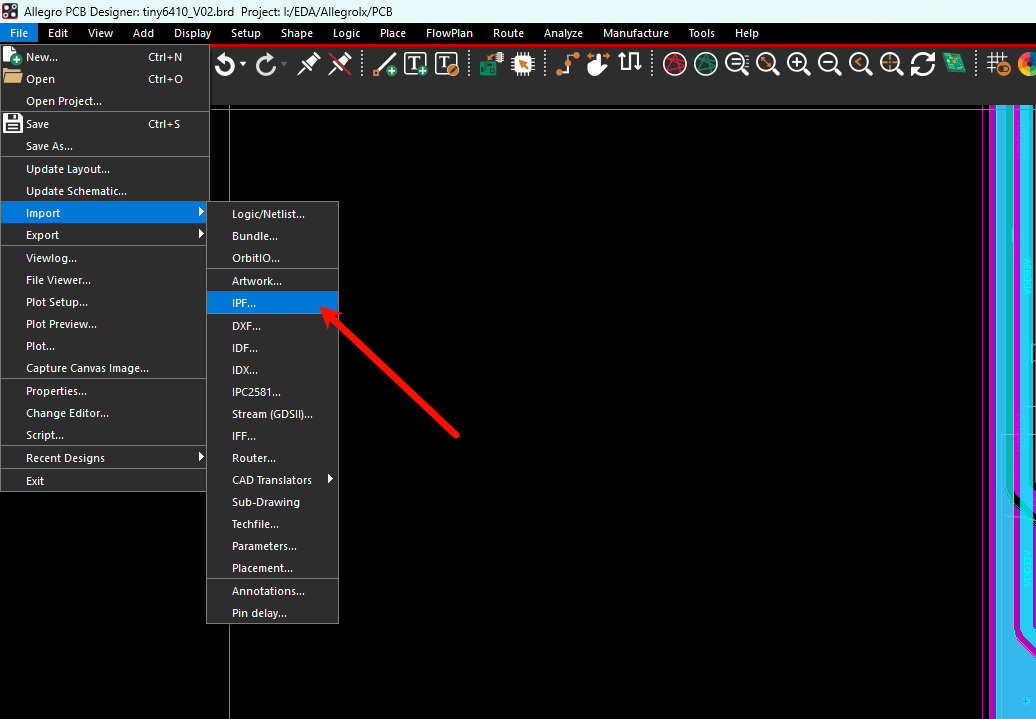 Allegro PCB Designer: tiny6410_V02.brd Project: I:/EDA/Allegrolx/PCB
File Edit View Add Display Setup Shape Logic Place FlowPlan Route Analyze Manufacture Tools Help
New... Ctrl+N
Open Ctrl+O
Open Project...
Save Ctrl+S
Save As...
Update Layout...
Update Schematic...
Import
Export
Viewlog...
File Viewer...
Plot Setup...
Plot Preview...
Plot...
Capture Canvas Image...
Properties...
Change Editor...
Script...
Recent Designs
Exit
Logic/Netlist...
Bundle...
OrbitIO...
Artwork...
IPF...
DXF...
IDF...
IDX...
IPC2581...
Stream (GDSII)...
IFF...
Router...
CAD Translators
Sub-Drawing
Techfile...
Parameters...
Placement...
Annotations...
Pin delay...